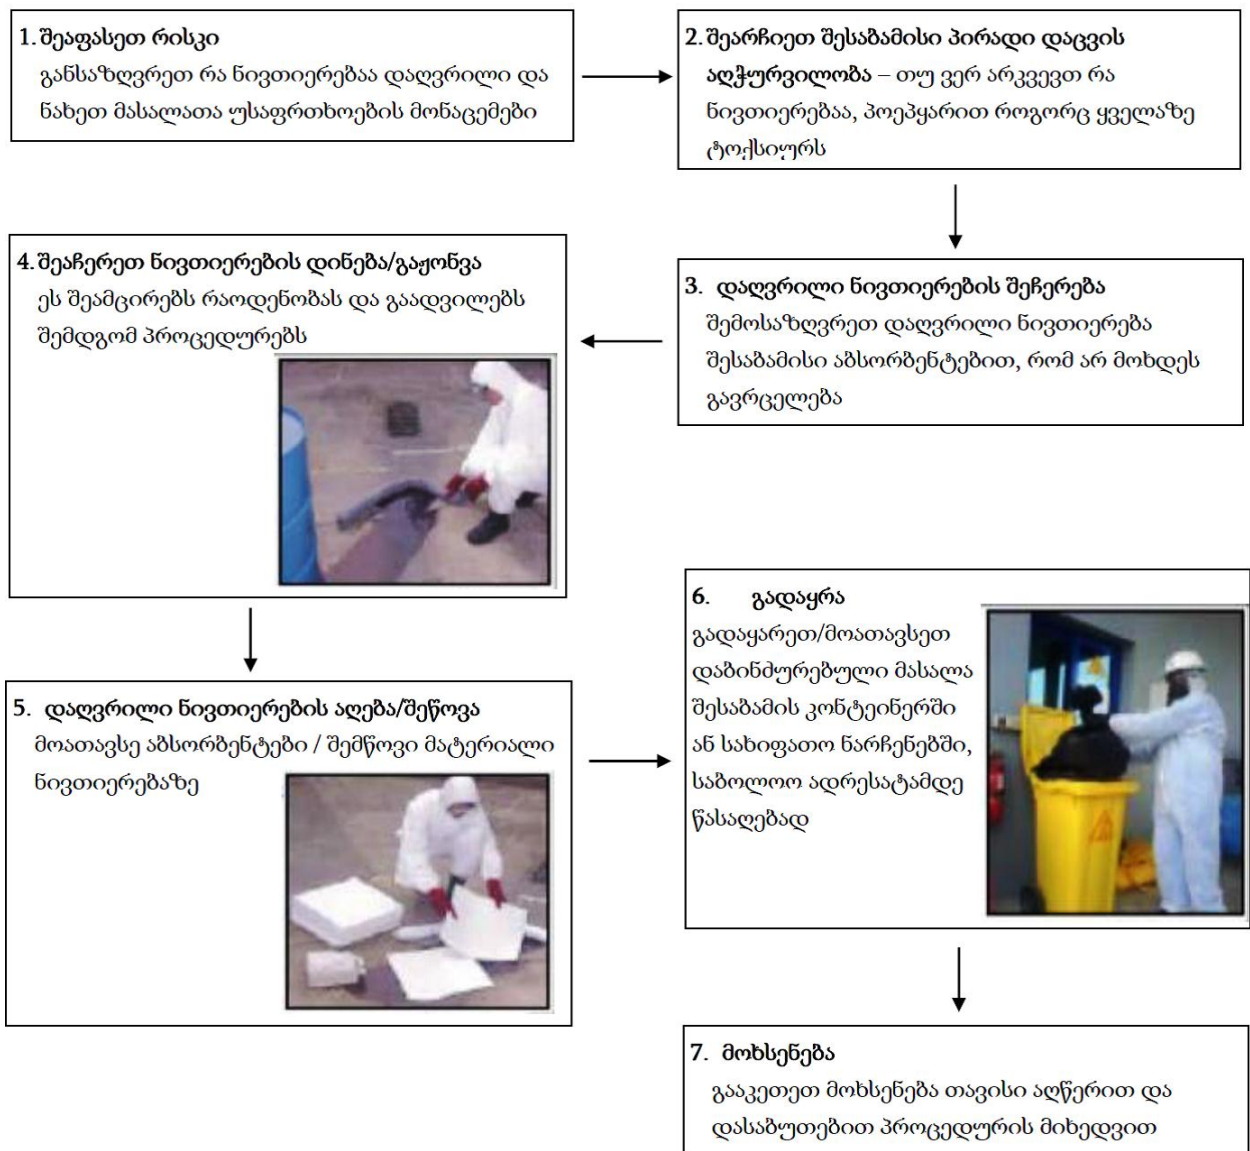 1. შეაფასეთ რისკი
განსაზღვრეთ რა ნივთიერებაა დაღვრილი და
ნახეთ მასალათა უსაფრთხოების მონაცემები
2. შეარჩიეთ შესაბამისი პირადი დაცვის
აღჭურვილობა – თუ ვერ არკვევთ რა
ნივთიერებაა, პოეპყარით როგორც ყველაზე
ტოქსიურს
3. დაღვრილი ნივთიერების შეჩერება
შემოსაზღვრეთ დაღვრილი ნივთიერება
შესაბამისი აბსორბენტებით, რომ არ მოხდეს
გავრცელება
4. შეაჩერეთ ნივთიერების დინება/გაჟონვა
ეს შეამცირებს რაოდენობას და გაადვილებს
შემდგომ პროცედურებს
5. დაღვრილი ნივთიერების აღება/შეწოვა
მოათავსე აბსორბენტები / შემწოვი მატერიალი
ნივთიერებაზე
6. გადაყრა
გადაყარეთ/მოათავსეთ
დაბინძურებული მასალა
შესაბამის კონტეინერში
ან სახიფათო ნარჩენებში,
საბოლოო ადრესატამდე
წასაღებად
7. მოხსენება
გააკეთეთ მოხსენება თავისი აღწერით და
დასაბუთებით პროცედურის მიხედვით